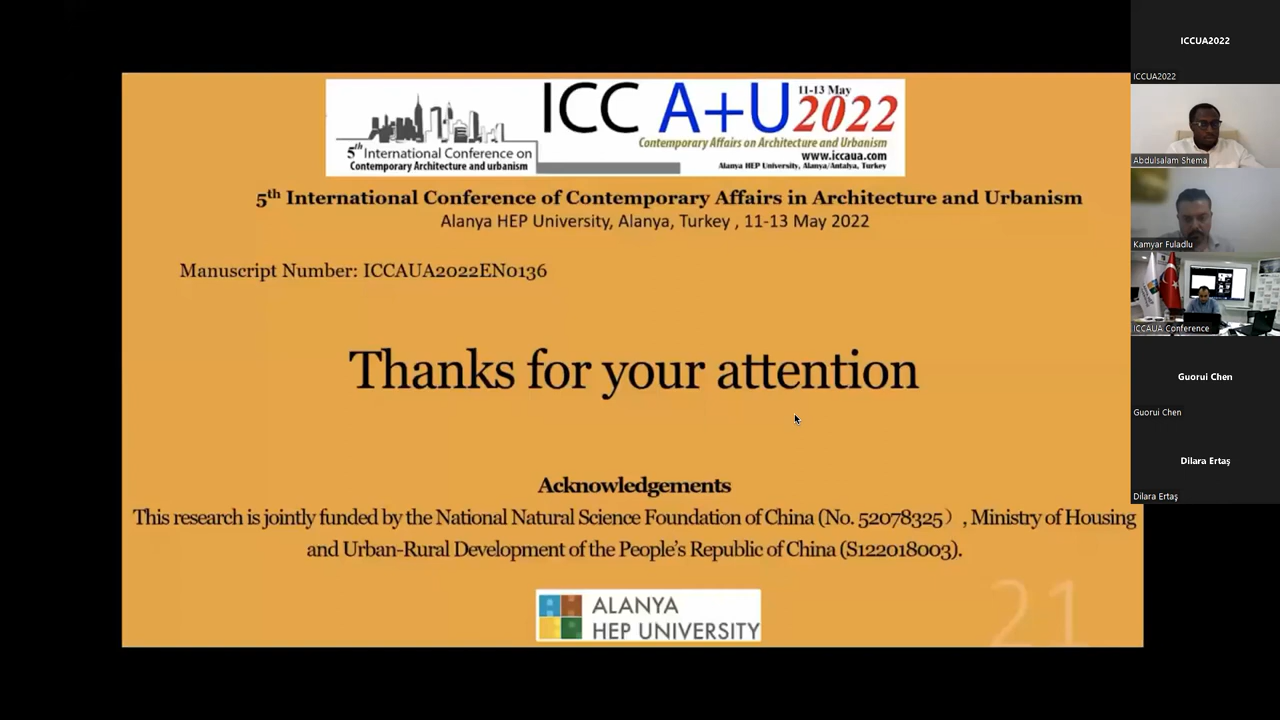 ICC A+U 2022
11-13 May
Contemporary Affairs on Architecture and Urbanism
www.iccaua.com
Alanya HEP University, Alanya/Antalya, Turkey
5th International Conference on
Contemporary Architecture and urbanism
5th International Conference of Contemporary Affairs in Architecture and Urbanism
Alanya HEP University, Alanya, Turkey , 11-13 May 2022
Manuscript Number: ICCAUA2022EN0136
Thanks for your attention
Acknowledgements
This research is jointly funded by the National Natural Science Foundation of China (No. 52078325） , Ministry of Housing
and Urban-Rural Development of the People's Republic of China (S122018003).
ALANYA
HEP UNIVERSITY
21
ICCUA2022
ICCUA2022
Abdulsalam Shema
Kamyar Fuladlu
ICCAUA Conference
Guorui Chen
Guorui Chen
Dilara Ertaş
Dilara Ertaş